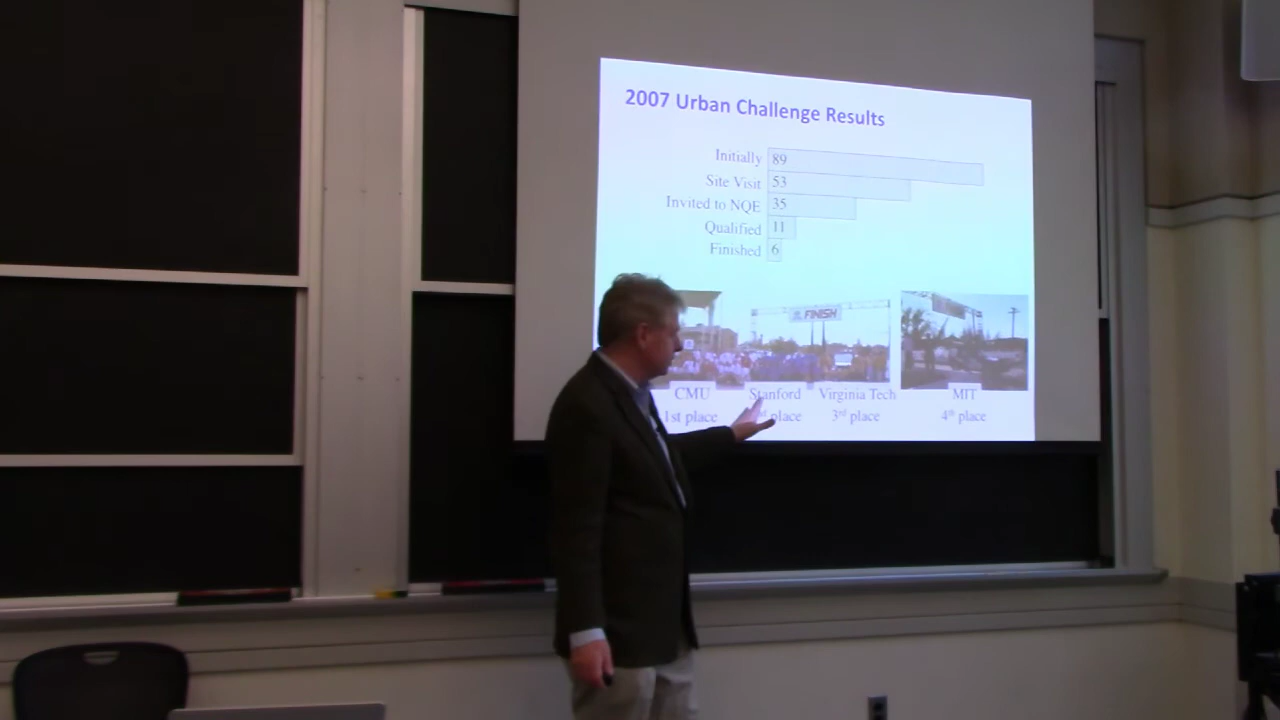 2007 Urban Challenge Results
Initially 89
Site Visit 53
Invited to NQE 35
Qualified 11
Finished 6
FINISH
CMU Stanford Virginia Tech MIT
1st place place 3rd place 4th place